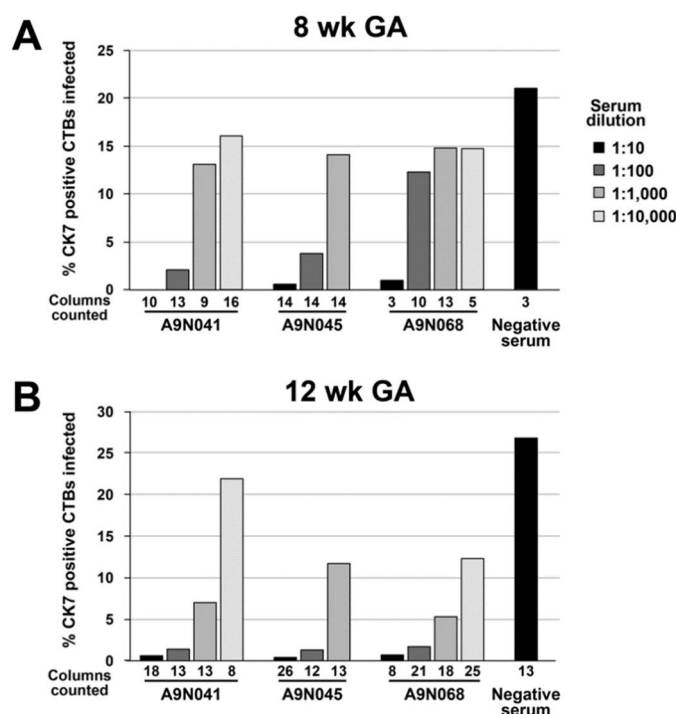 A
8 wk GA
% CK7 positive CTBs infected
25
20
15
10
5
0
Serum
dilution
1:10
1:100
1:1,000
1:10,000
Columns
counted
10 13 9 16 14 14 14 3 10 13 5 3
A9N041 A9N045 A9N068 Negative
serum
B
12 wk GA
% CK7 positive CTBs infected
30
25
20
15
10
5
0
Columns
counted
18 13 13 8 26 12 13 8 21 18 25 13
A9N041 A9N045 A9N068 Negative
serum